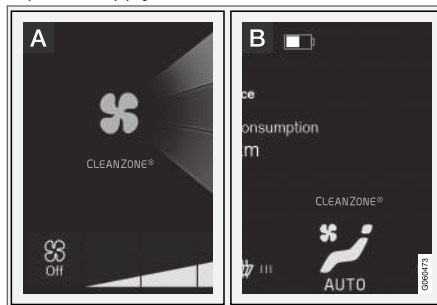 A
CLEANZONE®
Off
B
ce
onsumption
m
CLEANZONE®
AUTO
G060473